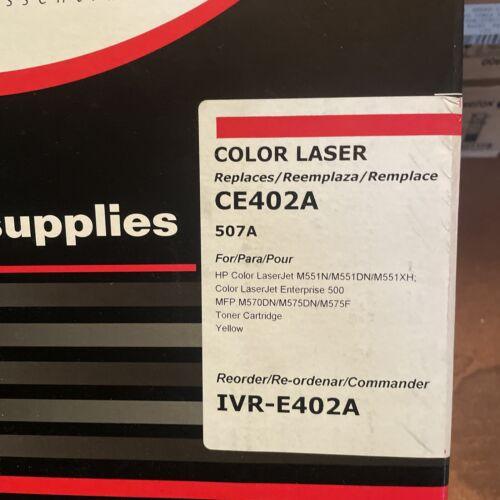 COLOR LASER
Replaces/Reemplaza/Remplace
CE402A
507A
For/Para/Pour
HP Color LaserJet M551N/M551DN/M551XH;
Color LaserJet Enterprise 500
MFP M570DN/M575DN/M575F
Toner Cartridge
Yellow
Reorder/Re-ordenar/Commander
IVR-E402A
supplies